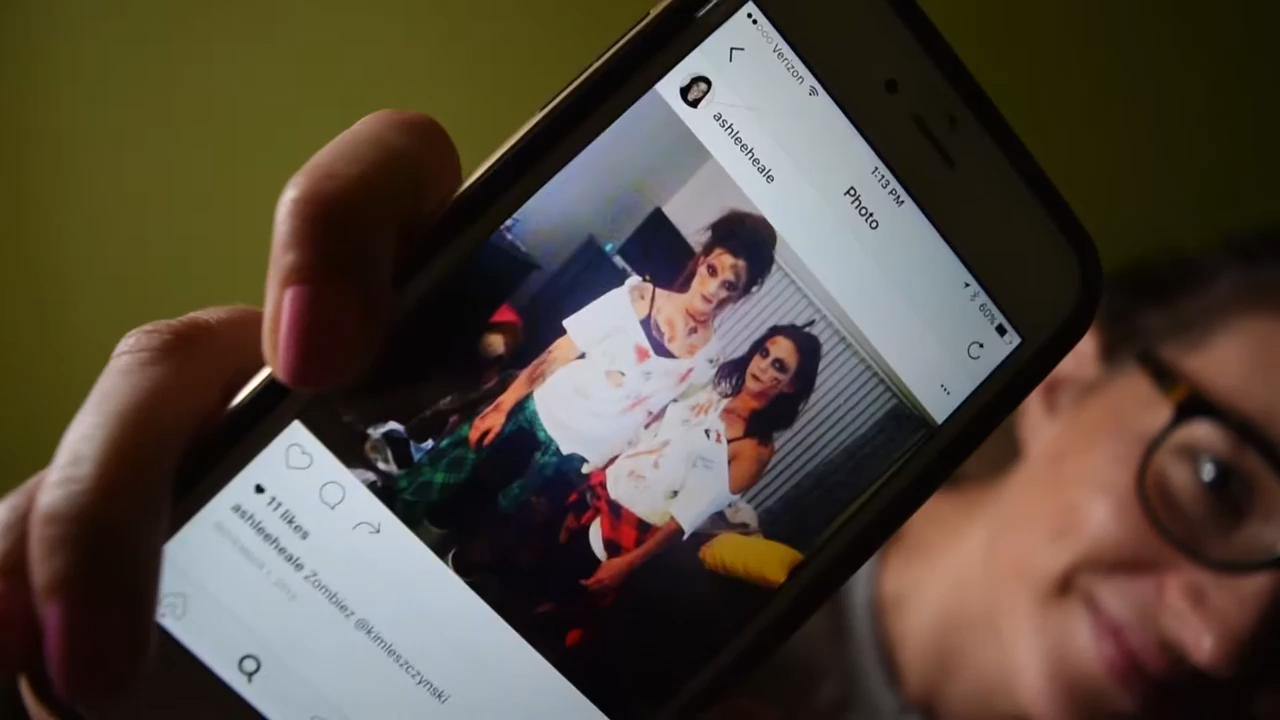 Verizon
1:13 PM
60%
Photo
ashleeheale
11 likes
ashleeheale Zombiez @kimleszczynski